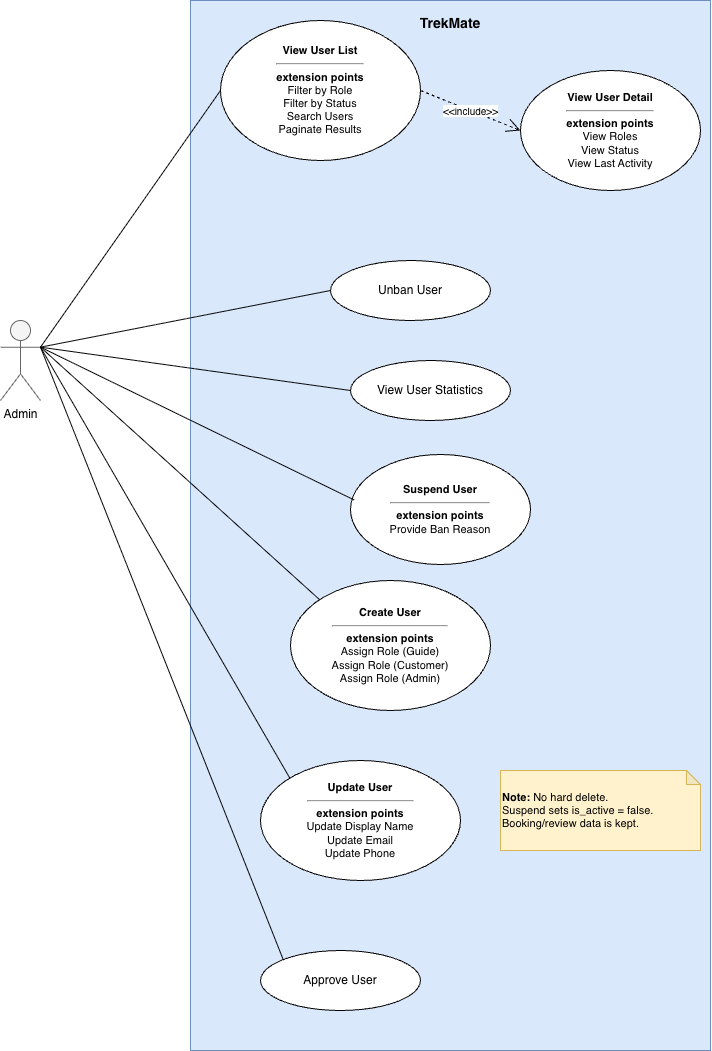 TrekMate
View User List
extension points
Filter by Role
Filter by Status
Search Users
Paginate Results
<<include>>
View User Detail
extension points
View Roles
View Status
View Last Activity
Unban User
Admin
View User Statistics
Suspend User
extension points
Provide Ban Reason
Create User
extension points
Assign Role (Guide)
Assign Role (Customer)
Assign Role (Admin)
Update User
extension points
Update Display Name
Update Email
Update Phone
Note: No hard delete.
Suspend sets is_active = false.
Booking/review data is kept.
Approve User